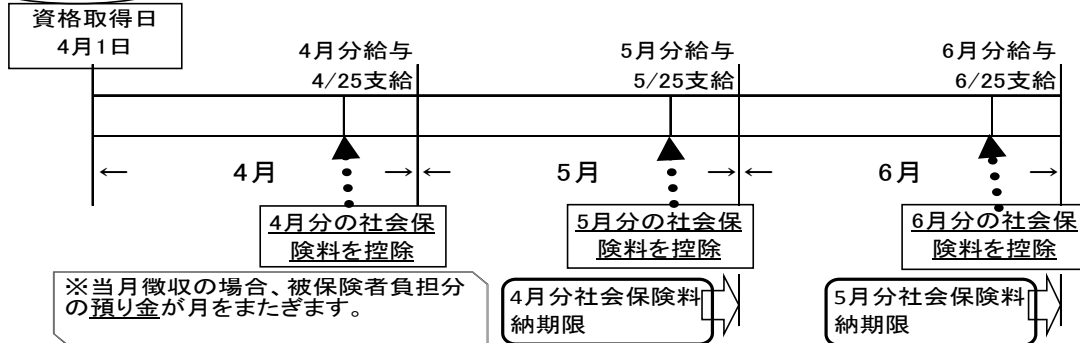 資格取得日
4月1日
4月分給与
4/25支給
5月分給与
5/25支給
6月分給与
6/25支給
← 4月 →
← 5月 →
← 6月 →
4月分の社会保
険料を控除
5月分の社会保
険料を控除
6月分の社会保
険料を控除
※当月徴収の場合、被保険者負担分
の預り金が月をまたぎます。
4月分社会保険料
納期限
5月分社会保険料
納期限